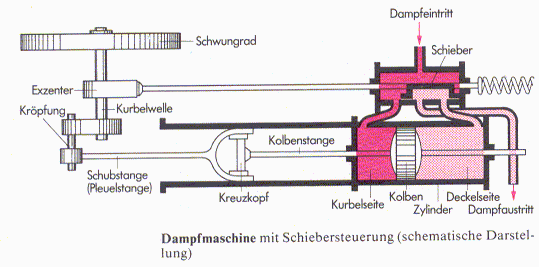 Dampfeintritt
Schwungrad
Schieber
Exzenter
Kröpfung
Kurbelwelle
Kolbenstange
Schubstange
(Pleuelstange)
Kreuzkopf
Kurbelseite
Kolben
Zylinder
Deckelseite
Dampfaustritt
Dampfmaschine mit Schiebersteuerung (schematische Darstel-
lung)